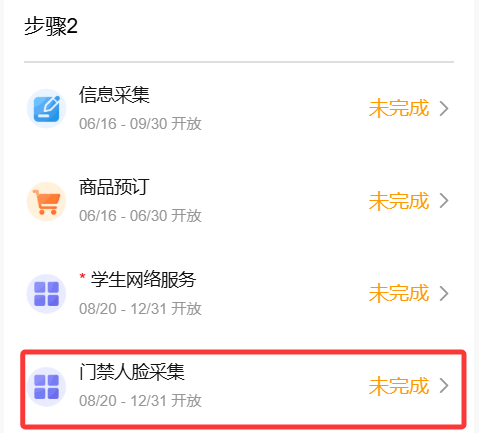 步骤2
信息采集
未完成
06/16 - 09/30 开放
商品预订
未完成
06/16 - 06/30 开放
* 学生网络服务
未完成
08/20 - 12/31 开放
门禁人脸采集
未完成
08/20 - 12/31 开放